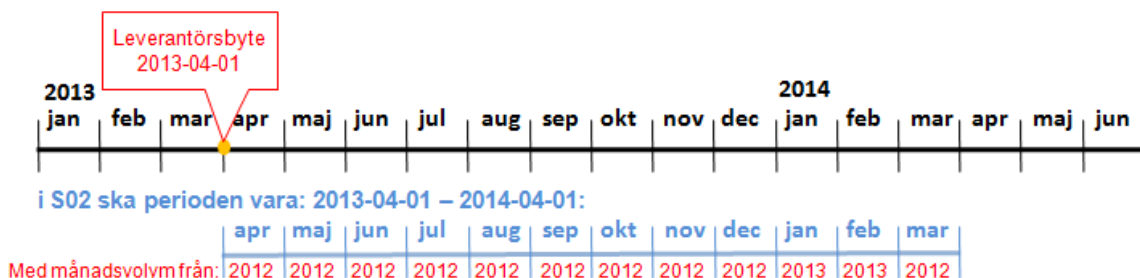 Leverantörsbyte
2013-04-01
2013 2014
jan feb mar apr maj jun jul aug sep okt nov dec jan feb mar apr maj jun
i S02 ska perioden vara: 2013-04-01 – 2014-04-01:
apr maj jun jul aug sep okt nov dec jan feb mar
Med månadsvolym från: 2012 2012 2012 2012 2012 2012 2012 2012 2012 2013 2013 2012